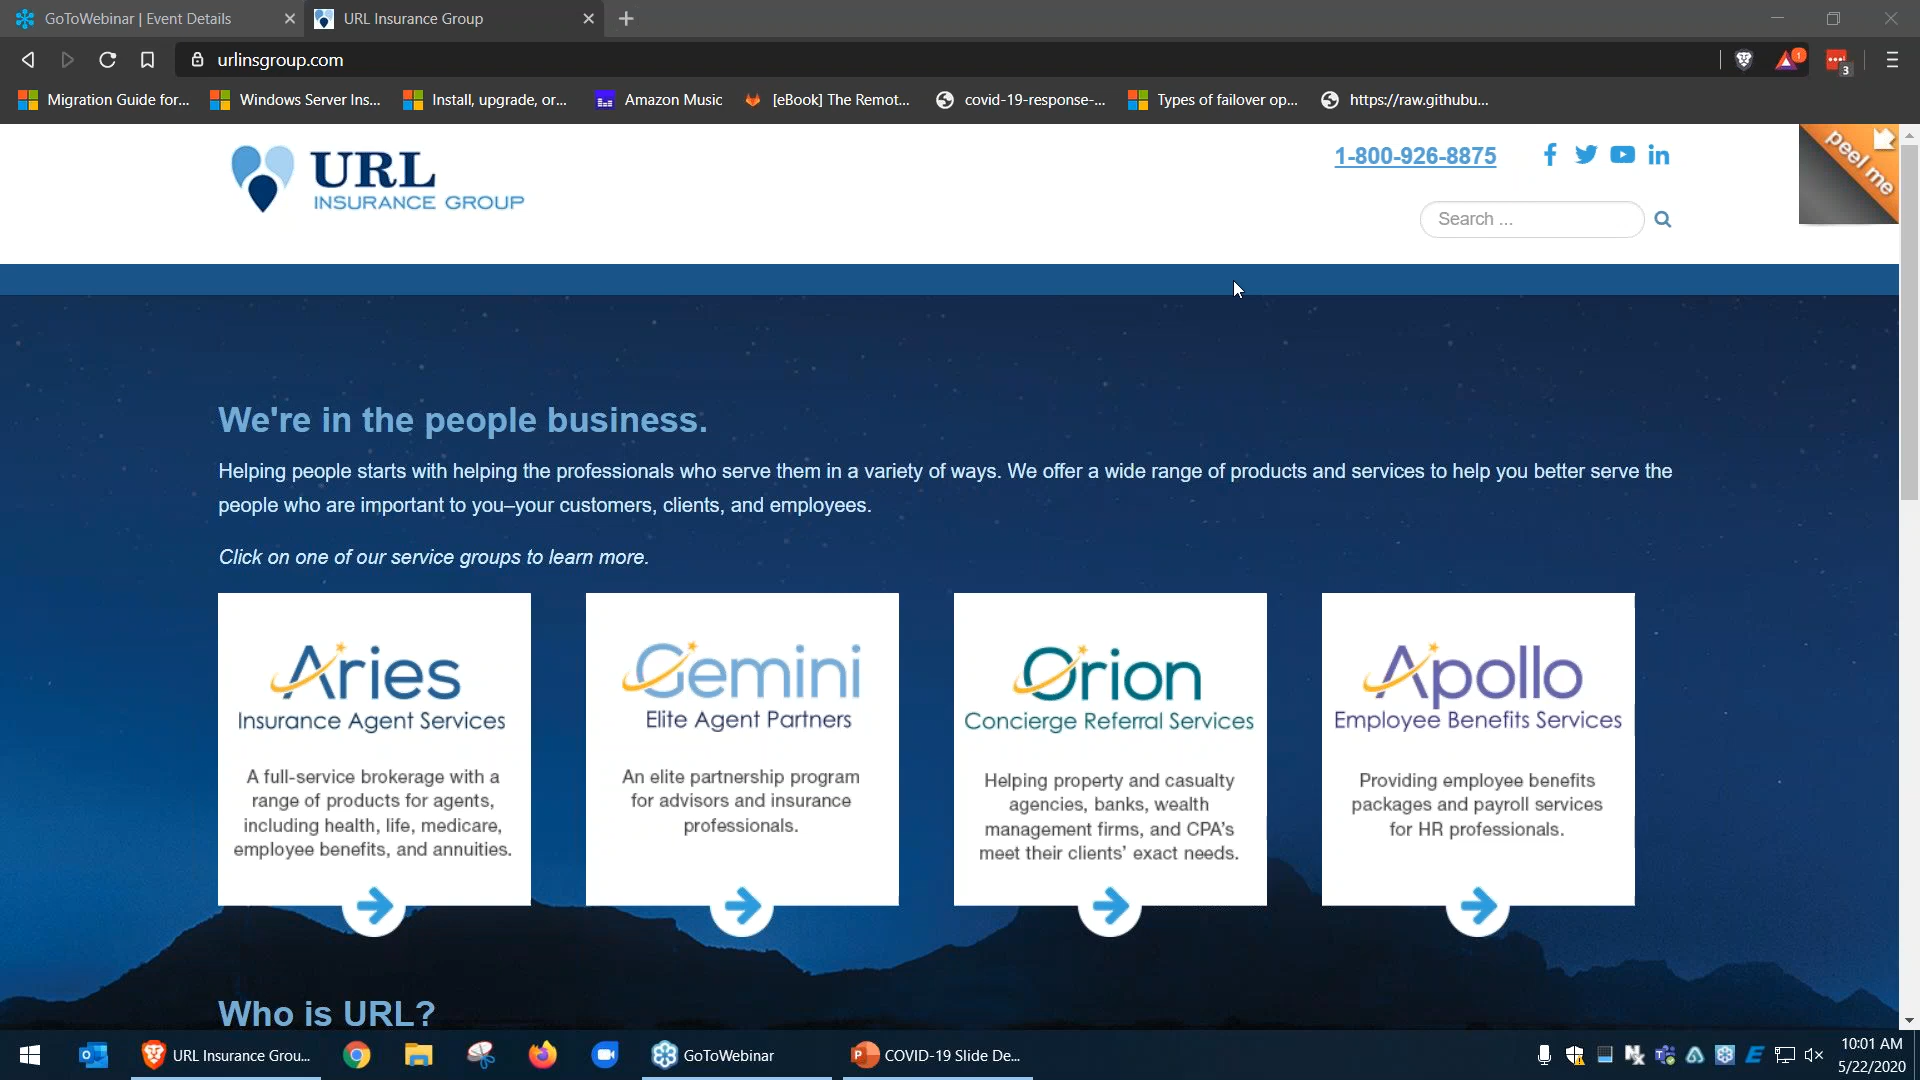 GoToWebinar | Event Details
URL Insurance Group
urlinsgroup.com
1
3
Migration Guide for...
Windows Server Ins...
Install, upgrade, or...
Amazon Music
[eBook] The Remot...
covid-19-response-...
Types of failover op...
https://raw.githubu...
URL
INSURANCE GROUP
1-800-926-8875
Search ...
peel me
We're in the people business.
Helping people starts with helping the professionals who serve them in a variety of ways. We offer a wide range of products and services to help you better serve the
people who are important to you–your customers, clients, and employees.
Click on one of our service groups to learn more.
Aries
Insurance Agent Services
A full-service brokerage with a
range of products for agents,
including health, life, medicare,
employee benefits, and annuities.
Gemini
Elite Agent Partners
An elite partnership program
for advisors and insurance
professionals.
Orion
Concierge Referral Services
Helping property and casualty
agencies, banks, wealth
management firms, and CPA's
meet their clients' exact needs.
Apollo
Employee Benefits Services
Providing employee benefits
packages and payroll services
for HR professionals.
Who is URL?
URL Insurance Grou...
GoToWebinar
COVID-19 Slide De...
10:01 AM
5/22/2020